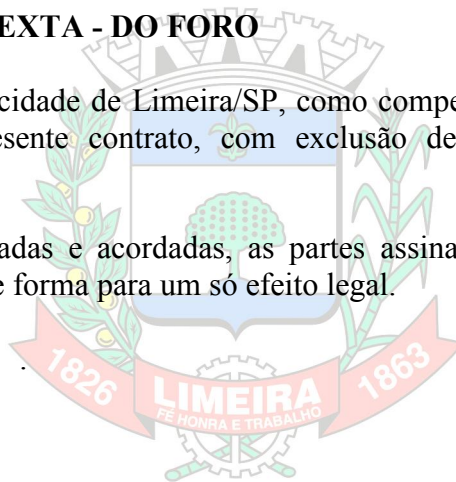 EXTA - DO FORO
cidade de Limeira/SP, como compe
esente contrato, com exclusão de
adas e acordadas, as partes assina
e forma para um só efeito legal.
.
1826
1863
LIMEIRA
FÉ HONRA E TRABALHO